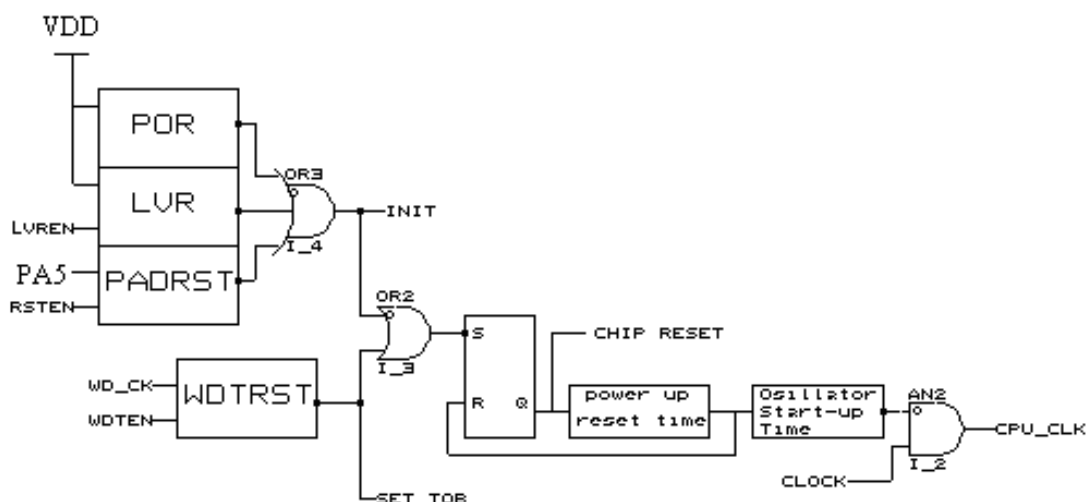 VDD
POR
OR3
LVR
INIT
LVREN
I_4
PA5
PADRST
RSTEN
OR2
S
CHIP RESET
I_3
WD_CK
WDTRST
WDTEN
R
Q
power up
reset time
Osillator
Start-up
Time
AN2
CPU_CLK
I_2
CLOCK
SET TOB